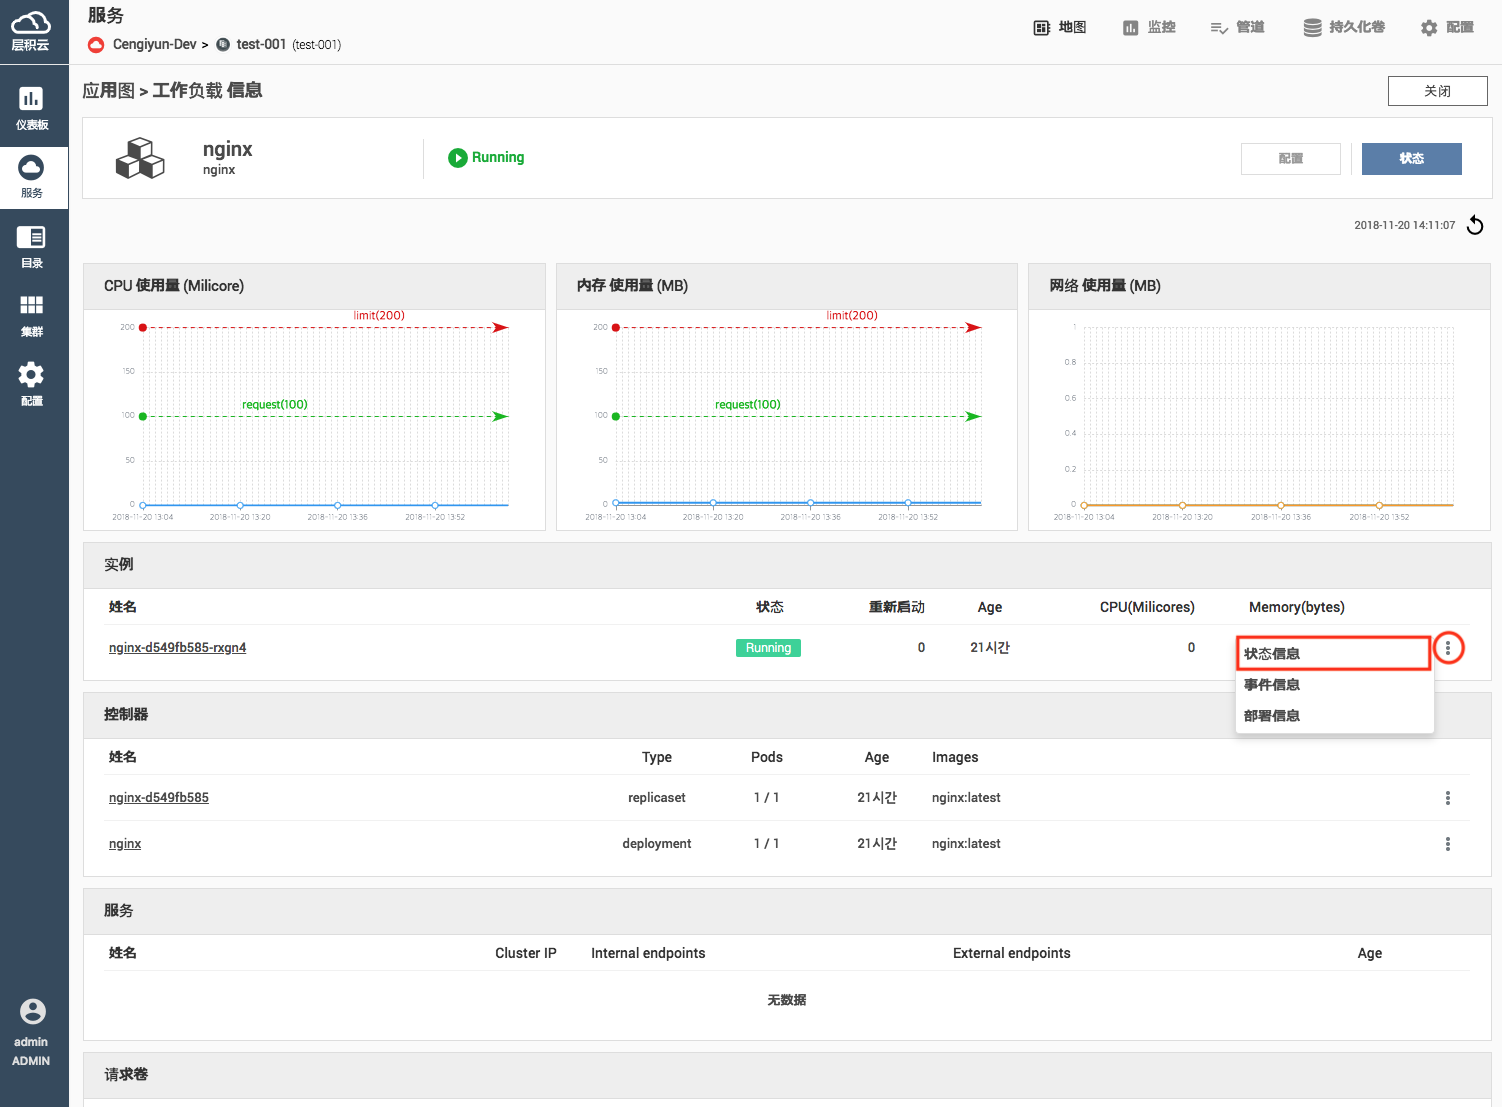 层积云
服务
Cengiyun-Dev > test-001 (test-001)
地图
监控
管道
持久化卷
配置
仪表板
服务
目录
集群
配置
admin
ADMIN
应用图 > 工作负载 信息
关闭
nginx
nginx
Running
配置
状态
2018-11-20 14:11:07
CPU 使用量 (Milicore)
limit(200)
200
150
request(100)
100
50
0
2018-11-20 13:04 2018-11-20 13:20 2018-11-20 13:36 2018-11-20 13:52
内存 使用量 (MB)
limit(200)
200
150
request(100)
100
50
0
2018-11-20 13:04 2018-11-20 13:20 2018-11-20 13:36 2018-11-20 13:52
网络 使用量 (MB)
1
0.8
0.6
0.4
0.2
0
2018-11-20 13:04 2018-11-20 13:20 2018-11-20 13:36 2018-11-20 13:52
实例
姓名 状态 重新启动 Age CPU(Milicores) Memory(bytes)
nginx-d549fb585-rxgn4 Running 0 21시간 0
状态信息
事件信息
部署信息
控制器
姓名 Type Pods Age Images
nginx-d549fb585 replicaset 1 / 1 21시간 nginx:latest
nginx deployment 1 / 1 21시간 nginx:latest
服务
姓名 Cluster IP Internal endpoints External endpoints Age
无数据
请求卷